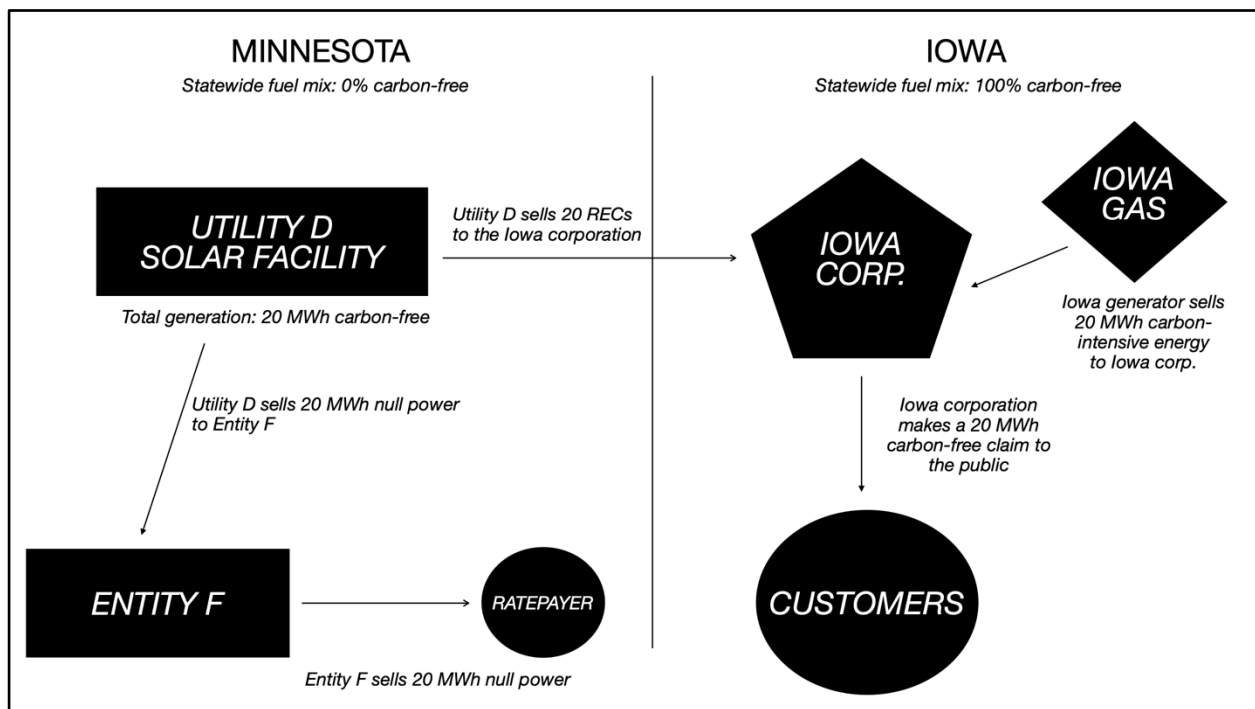 MINNESOTA
Statewide fuel mix: 0% carbon-free
IOWA
Statewide fuel mix: 100% carbon-free
UTILITY D
SOLAR FACILITY
Total generation: 20 MWh carbon-free
Utility D sells 20 RECs
to the Iowa corporation
IOWA
CORP.
IOWA
GAS
Iowa generator sells
20 MWh carbon-
intensive energy
to Iowa corp.
Utility D sells 20 MWh null power
to Entity F
Iowa corporation
makes a 20 MWh
carbon-free claim to
the public
ENTITY F
RATEPAYER
Entity F sells 20 MWh null power
CUSTOMERS